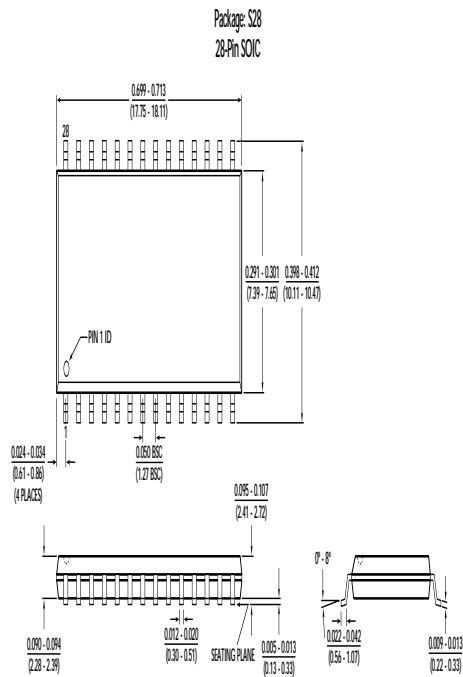 Package: S28
28-Pin SOIC
0.699 - 0.713
(17.75 - 18.11)
28
0.291 - 0.301
(7.39 - 7.65)
0.398 - 0.412
(10.11 - 10.47)
PIN 1 ID
1
0.024 - 0.034
(0.61 - 0.86)
(4 PLACES)
0.050 BSC
(1.27 BSC)
0.095 - 0.107
(2.41 - 2.72)
0° - 8°
0.090 - 0.094
(2.28 - 2.39)
0.012 - 0.020
(0.30 - 0.51)
SEATING PLANE
0.005 - 0.013
(0.13 - 0.33)
0.022 - 0.042
(0.56 - 1.07)
0.009 - 0.013
(0.22 - 0.33)